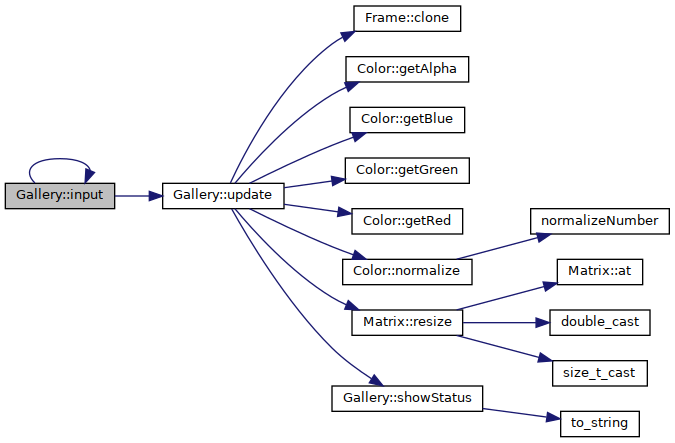 Frame::clone
Color::getAlpha
Color::getBlue
Color::getGreen
Gallery::input
Gallery::update
Color::getRed
normalizeNumber
Color::normalize
Matrix::at
Matrix::resize
double_cast
size_t_cast
Gallery::showStatus
to_string